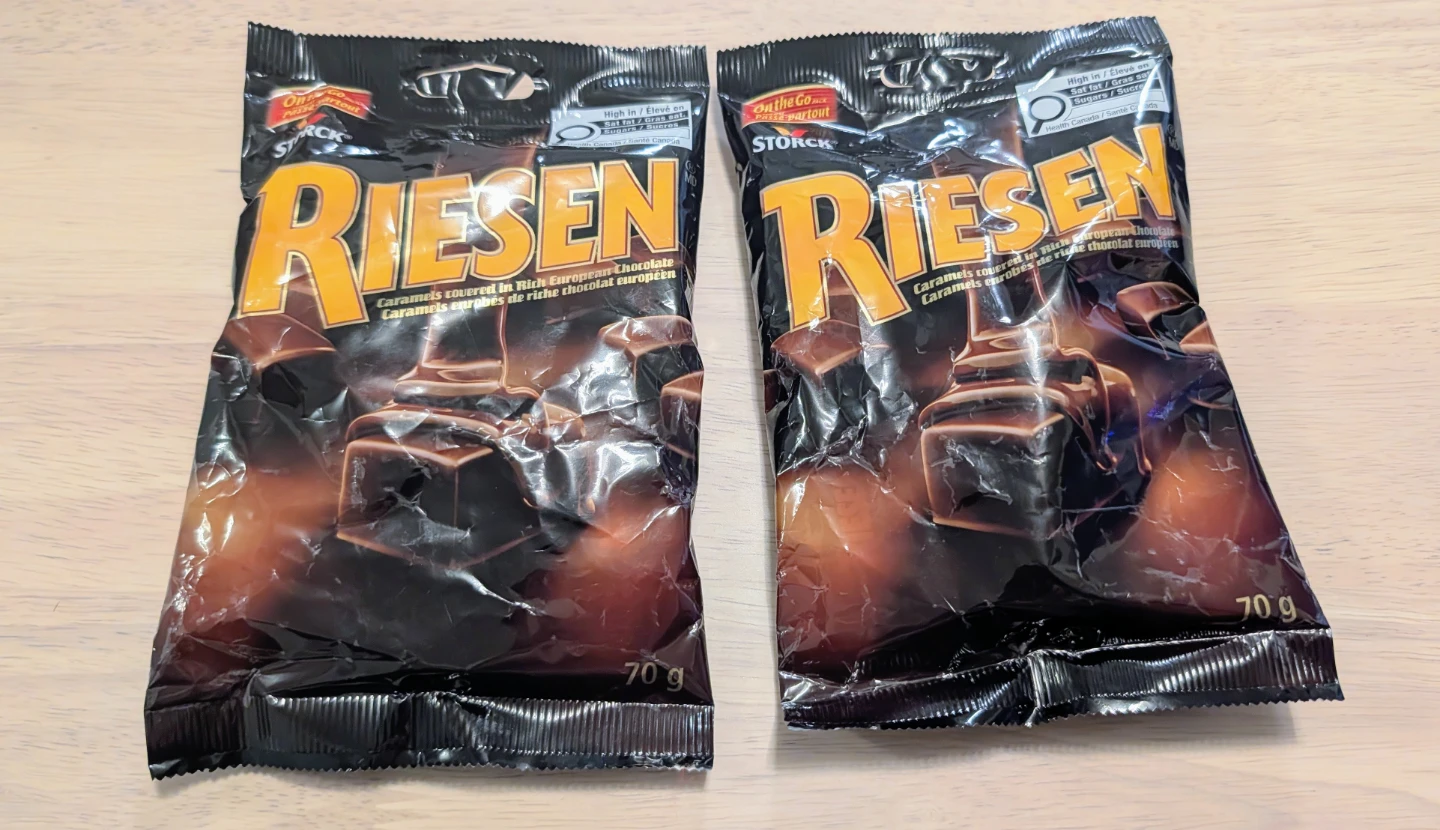 On the Go
Passe-partout
STORCK
High in / Élevé en
Sat fat / Gras sat.
Sugars / Sucres
Health Canada / Santé Canada
RIESEN
Caramels covered in Rich European Chocolate
Caramels enrobés de riche chocolat européen
70 g
On the Go
Passe-partout
STORCK
High in / Élevé en
Sat fat / Gras sat.
Sugars / Sucres
Health Canada / Santé Canada
RIESEN
Caramels covered in Rich European Chocolate
Caramels enrobés de riche chocolat européen
70 g